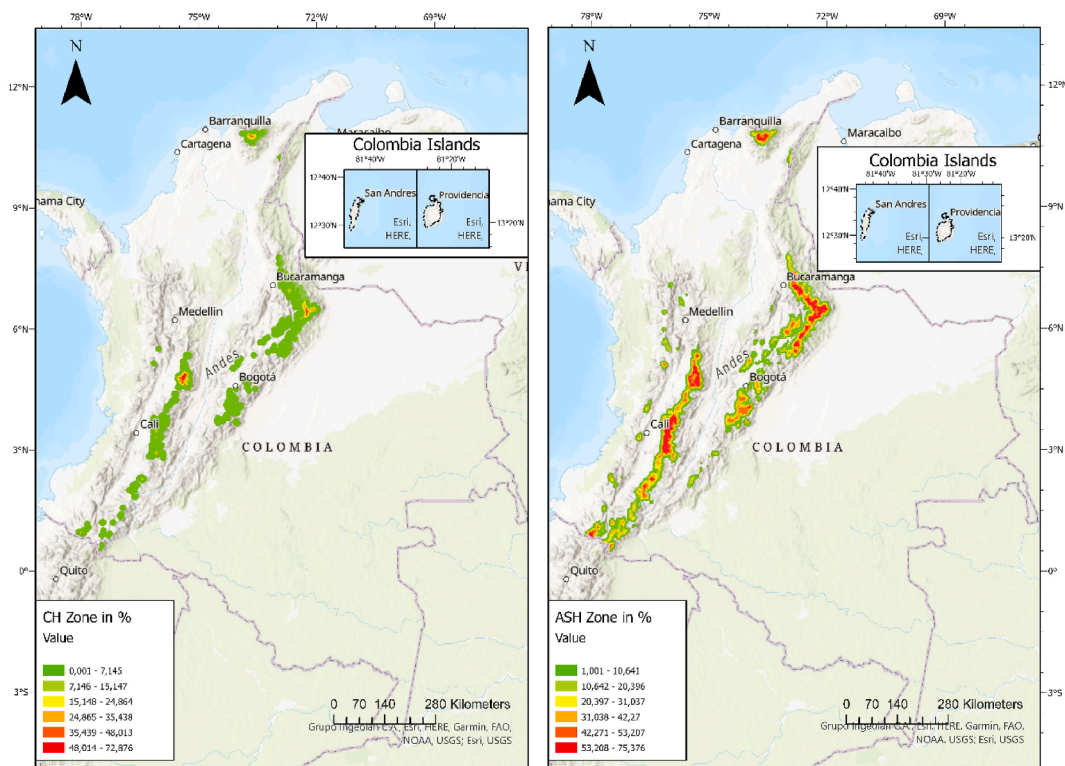 78°W 75°W 72°W 69°W
N
12°N
Barranquilla
Cartagena
Maracaibo
Colombia Islands
81°40'W 81°20'W
12°40'N
San Andres
Providencia
Esri,
HERE,
Esri,
HERE,
12°30'N
13°20'N
ama City
9°N
V
Bucaramanga
Medellin
6°N
Andes
Bogotá
Cali
3°N
COLOMBIA
0°
Quito
CH Zone in %
Value
0,001 - 7,145
7,146 - 15,147
15,148 - 24,864
24,865 - 35,438
35,439 - 48,013
48,014 - 72,876
3°S
0 70 140 280 Kilometers
Grupo Ingeolan C.A., Esri, HERE, Garmin, FAO,
NOAA, USGS; Esri, USGS
78°W 75°W 72°W 69°W
N
12°N
Barranquilla
Cartagena
Maracaibo
Colombia Islands
81°40'W 81°30'W 81°20'W
12°40'N
San Andres
Providencia
Esri,
HERE,
Esri,
HERE,
12°30'N
13°20'N
ama City
9°N
Bucaramanga
Medellin
6°N
Andes
Bogotá
Cali
3°N
COLOMBIA
0°
Quito
ASH Zone in %
Value
1,001 - 10,641
10,642 - 20,396
20,397 - 31,037
31,038 - 42,27
42,271 - 53,207
53,208 - 75,376
3°S
0 70 140 280 Kilometers
Grupo Ingeolan C.A., Esri, HERE, Garmin, FAO,
NOAA, USGS; Esri, USGS